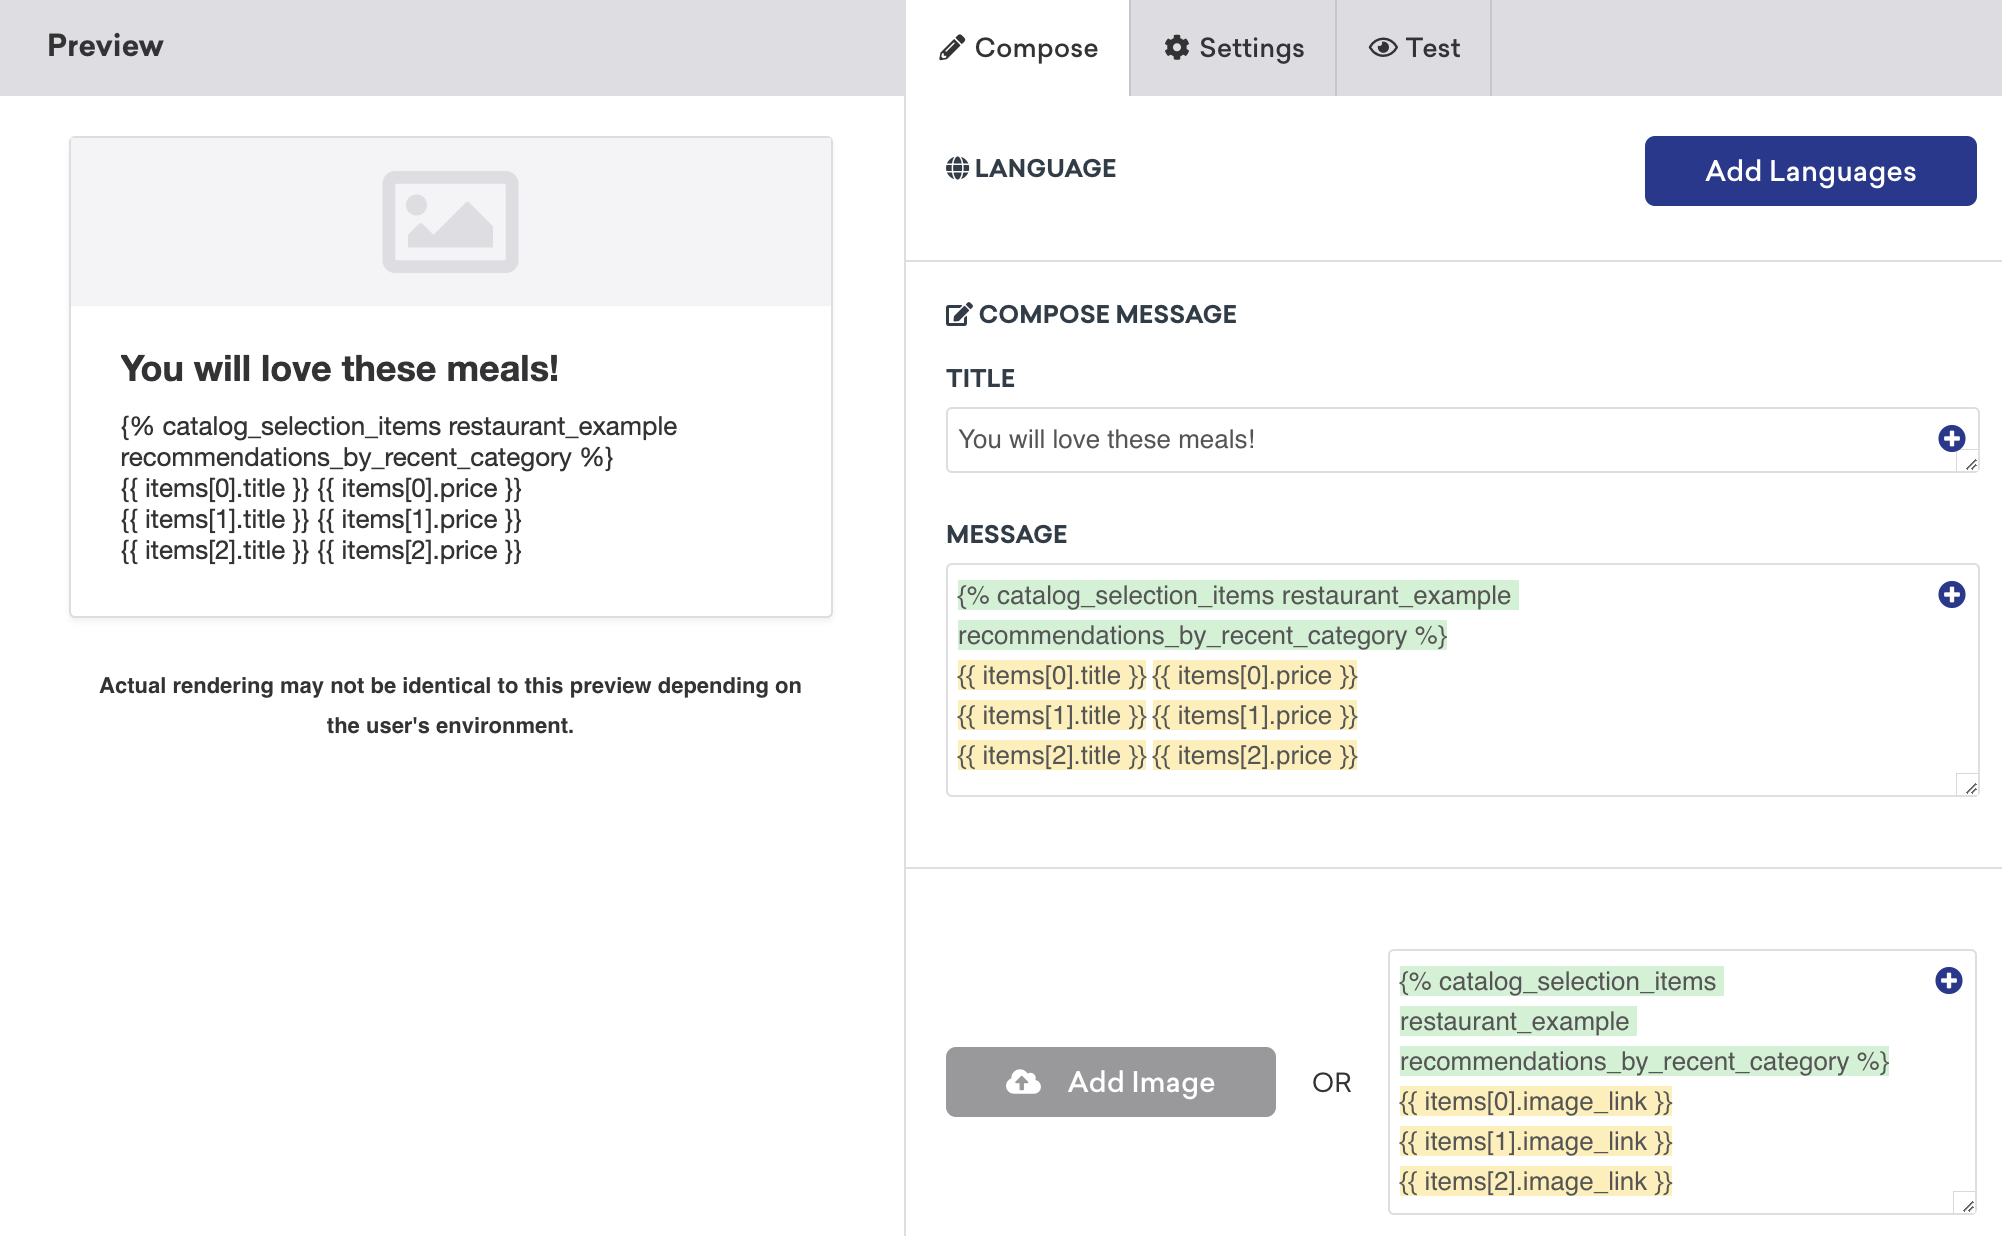 Preview
Compose
Settings
Test
You will love these meals!
{% catalog_selection_items restaurant_example
recommendations_by_recent_category %}
{{ items[0].title }} {{ items[0].price }}
{{ items[1].title }} {{ items[1].price }}
{{ items[2].title }} {{ items[2].price }}
Actual rendering may not be identical to this preview depending on
the user's environment.
LANGUAGE
Add Languages
COMPOSE MESSAGE
TITLE
You will love these meals!
MESSAGE
{% catalog_selection_items restaurant_example
recommendations_by_recent_category %}
{{ items[0].title }} {{ items[0].price }}
{{ items[1].title }} {{ items[1].price }}
{{ items[2].title }} {{ items[2].price }}
Add Image
OR
{% catalog_selection_items
restaurant_example
recommendations_by_recent_category %}
{{ items[0].image_link }}
{{ items[1].image_link }}
{{ items[2].image_link }}